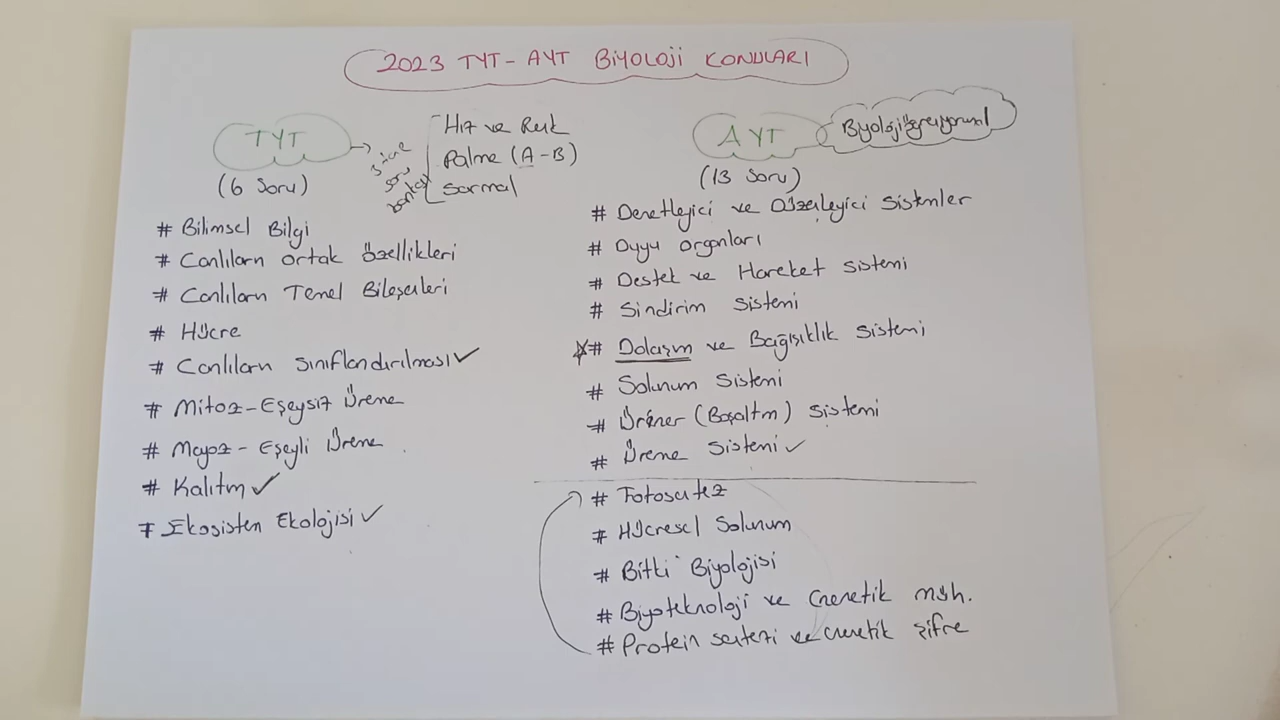 2023 TYT - AYT BİYOLOJİ KONULARI
TYT
(6 Soru)
soru
bankası
Hız ve Renk
Palme (A-B)
Sarmal
# Bilimsel Bilgi
# Canlıların ortak özellikleri
# Canlıların Temel Bileşenleri
# Hücre
# Canlıların sınıflandırılması ✓
# Mitoz-Eşeysiz Üreme
# Mayoz - Eşeyli Üreme
# Kalıtım ✓
# Ekosistem Ekolojisi ✓
AYT
Biyolojiöğreniyorum1
(13 Soru)
# Denetleyici ve Düzenleyici Sistemler
# Duyu organları
# Destek ve Hareket sistemi
# Sindirim Sistemi
# Dolaşım ve Bağışıklık Sistemi
# Solunum Sistemi
# Üriner (Boşaltım) Sistemi
# Üreme Sistemi ✓
# Fotosentez
# Hücresel Solunum
# Bitki Biyolojisi
# Biyoteknoloji ve Genetik müh.
# Protein sentezi ve Genetik şifre